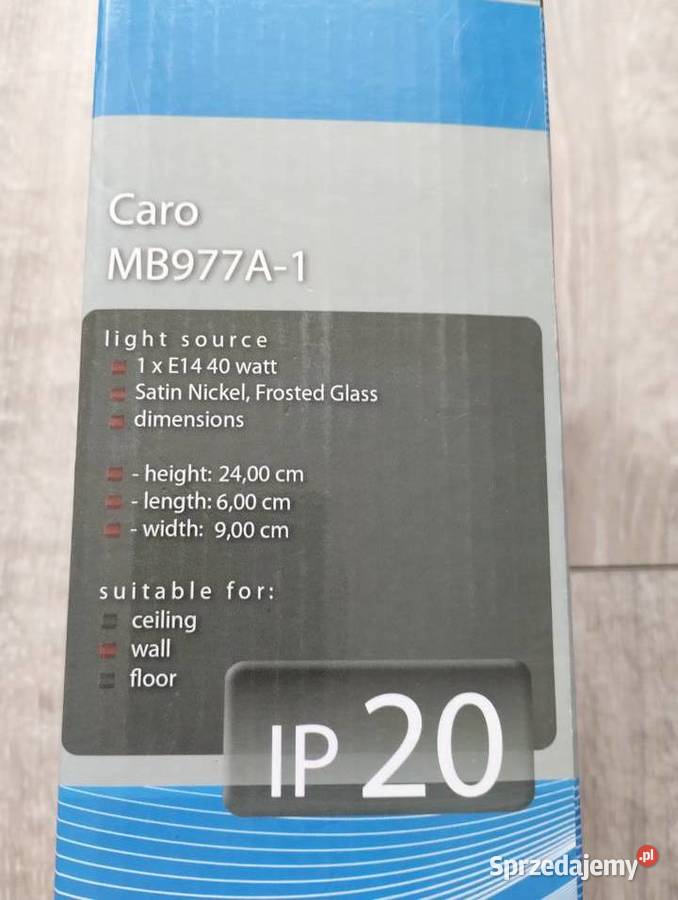 Caro
MB977A-1
light source
1 x E14 40 watt
Satin Nickel, Frosted Glass
dimensions
- height: 24,00 cm
- length: 6,00 cm
- width: 9,00 cm
suitable for:
ceiling
wall
floor
IP 20
Sprzedajemy.pl